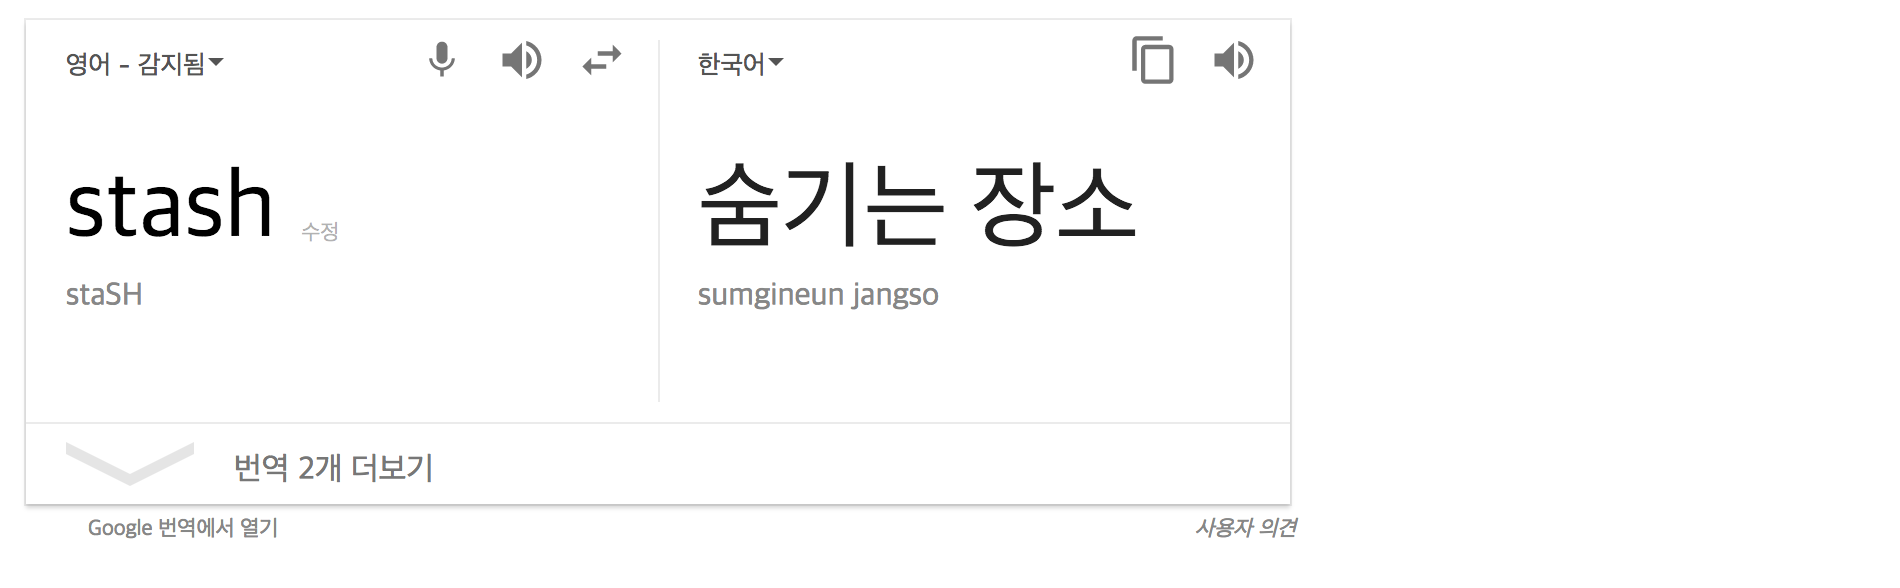 영어 - 감지됨
한국어
stash 수정
숨기는 장소
staSH
sumgineun jangso
번역 2개 더보기
Google 번역에서 열기
사용자 의견